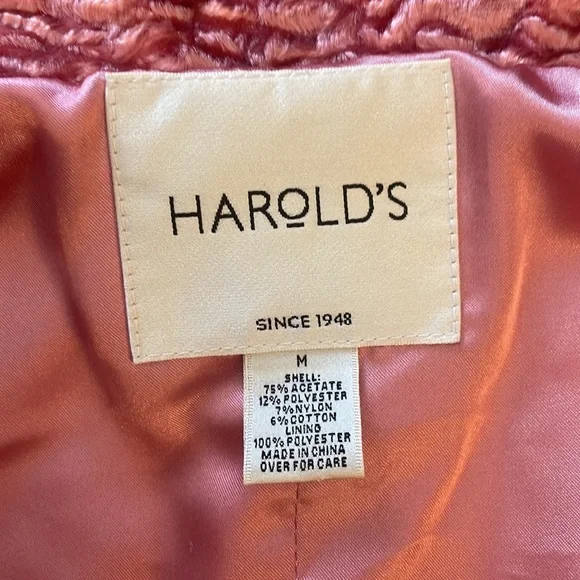 HAROLD'S
SINCE 1948
M
SHELL:
75% ACETATE
12% POLYESTER
7% NYLON
6% COTTON
LINING
100% POLYESTER
MADE IN CHINA
OVER FOR CARE